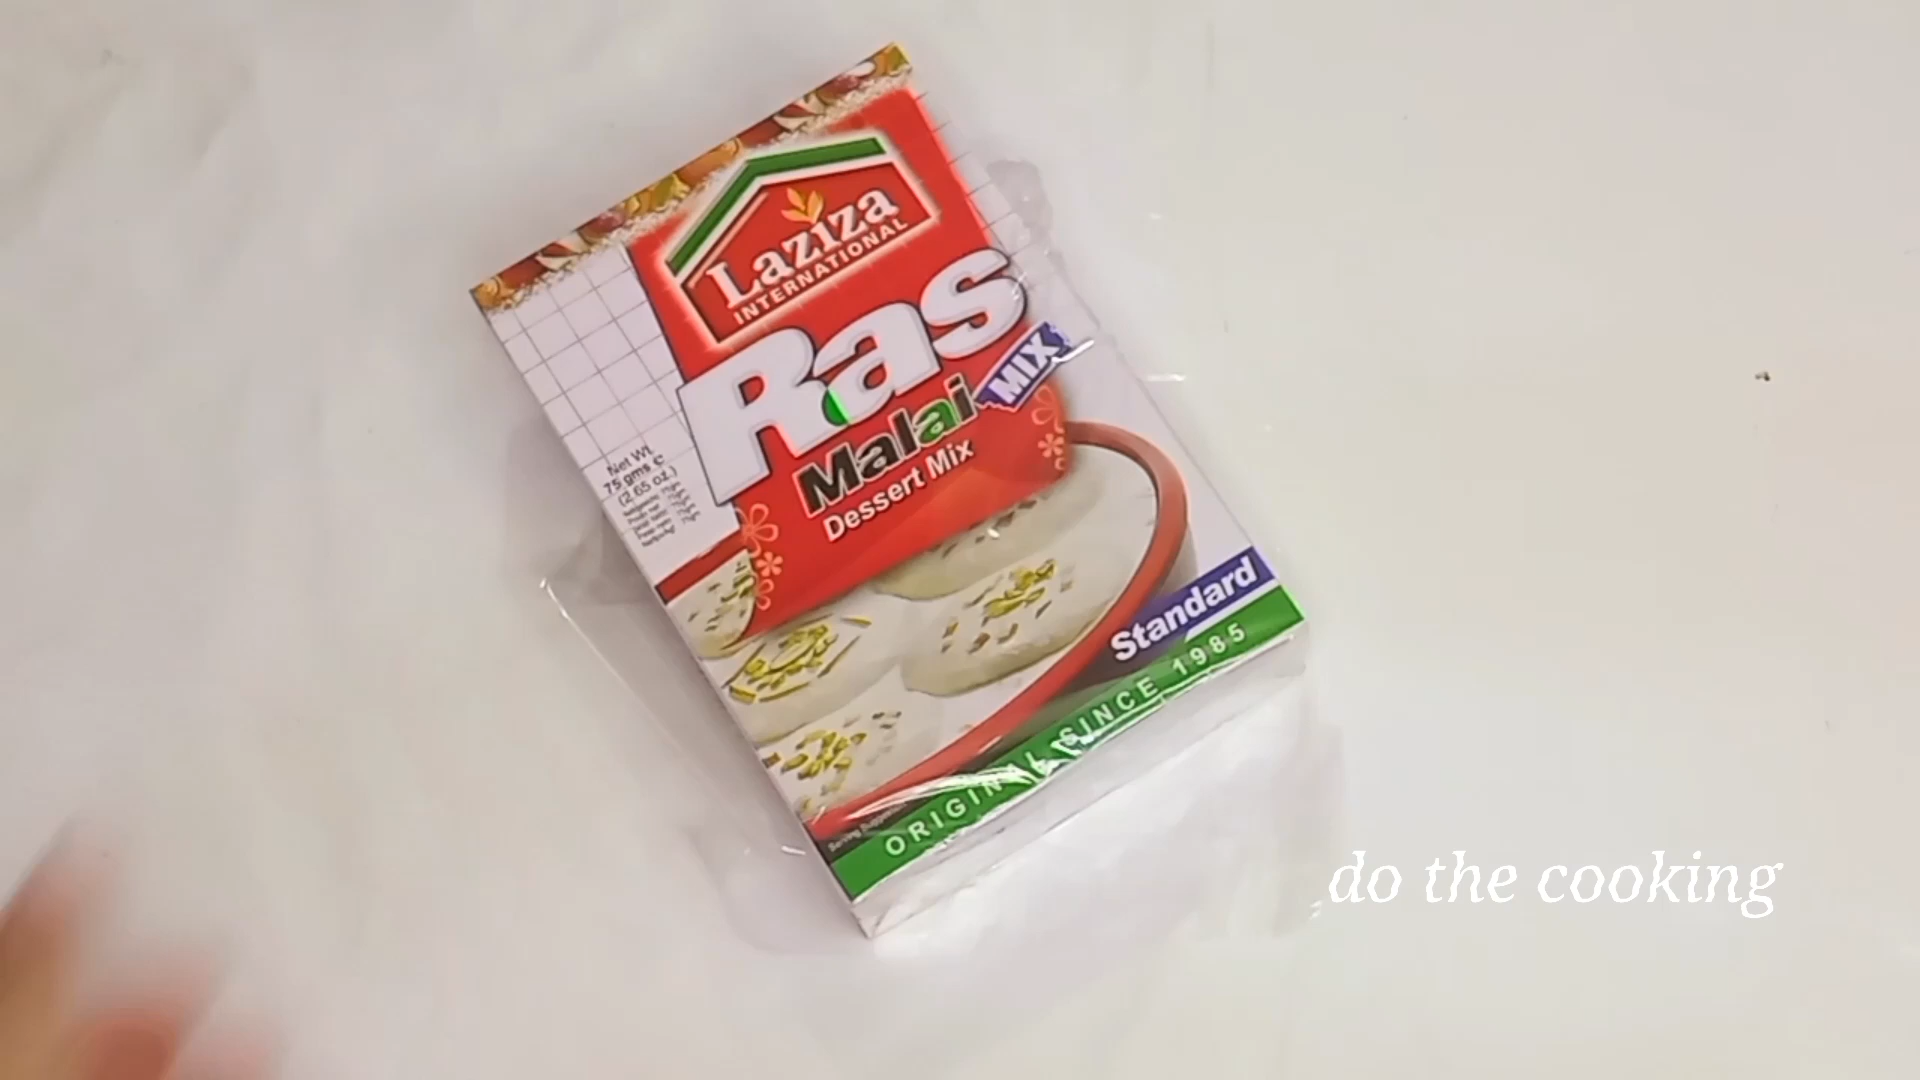 Laziza
INTERNATIONAL
Ras
Malai
MIX
Dessert Mix
Net Wt.
75 gms e
(2.65 oz.)
Standard
ORIGINAL SINCE 1985
do the cooking